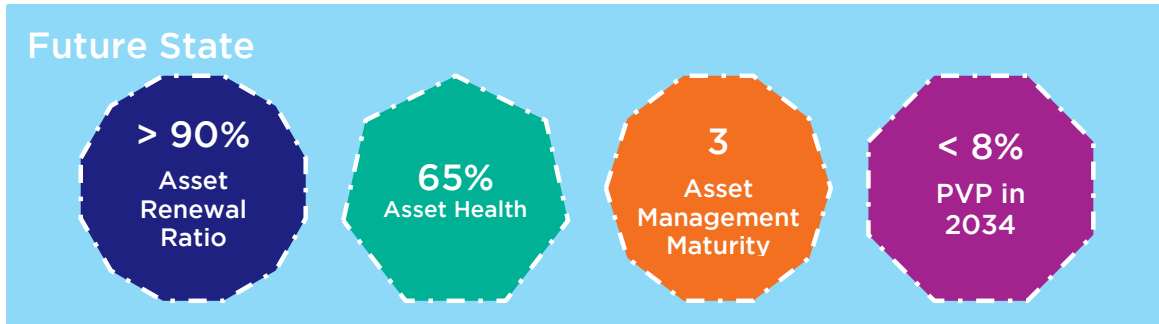 Future State
> 90%
Asset
Renewal
Ratio
65%
Asset Health
3
Asset
Management
Maturity
< 8%
PVP in
2034